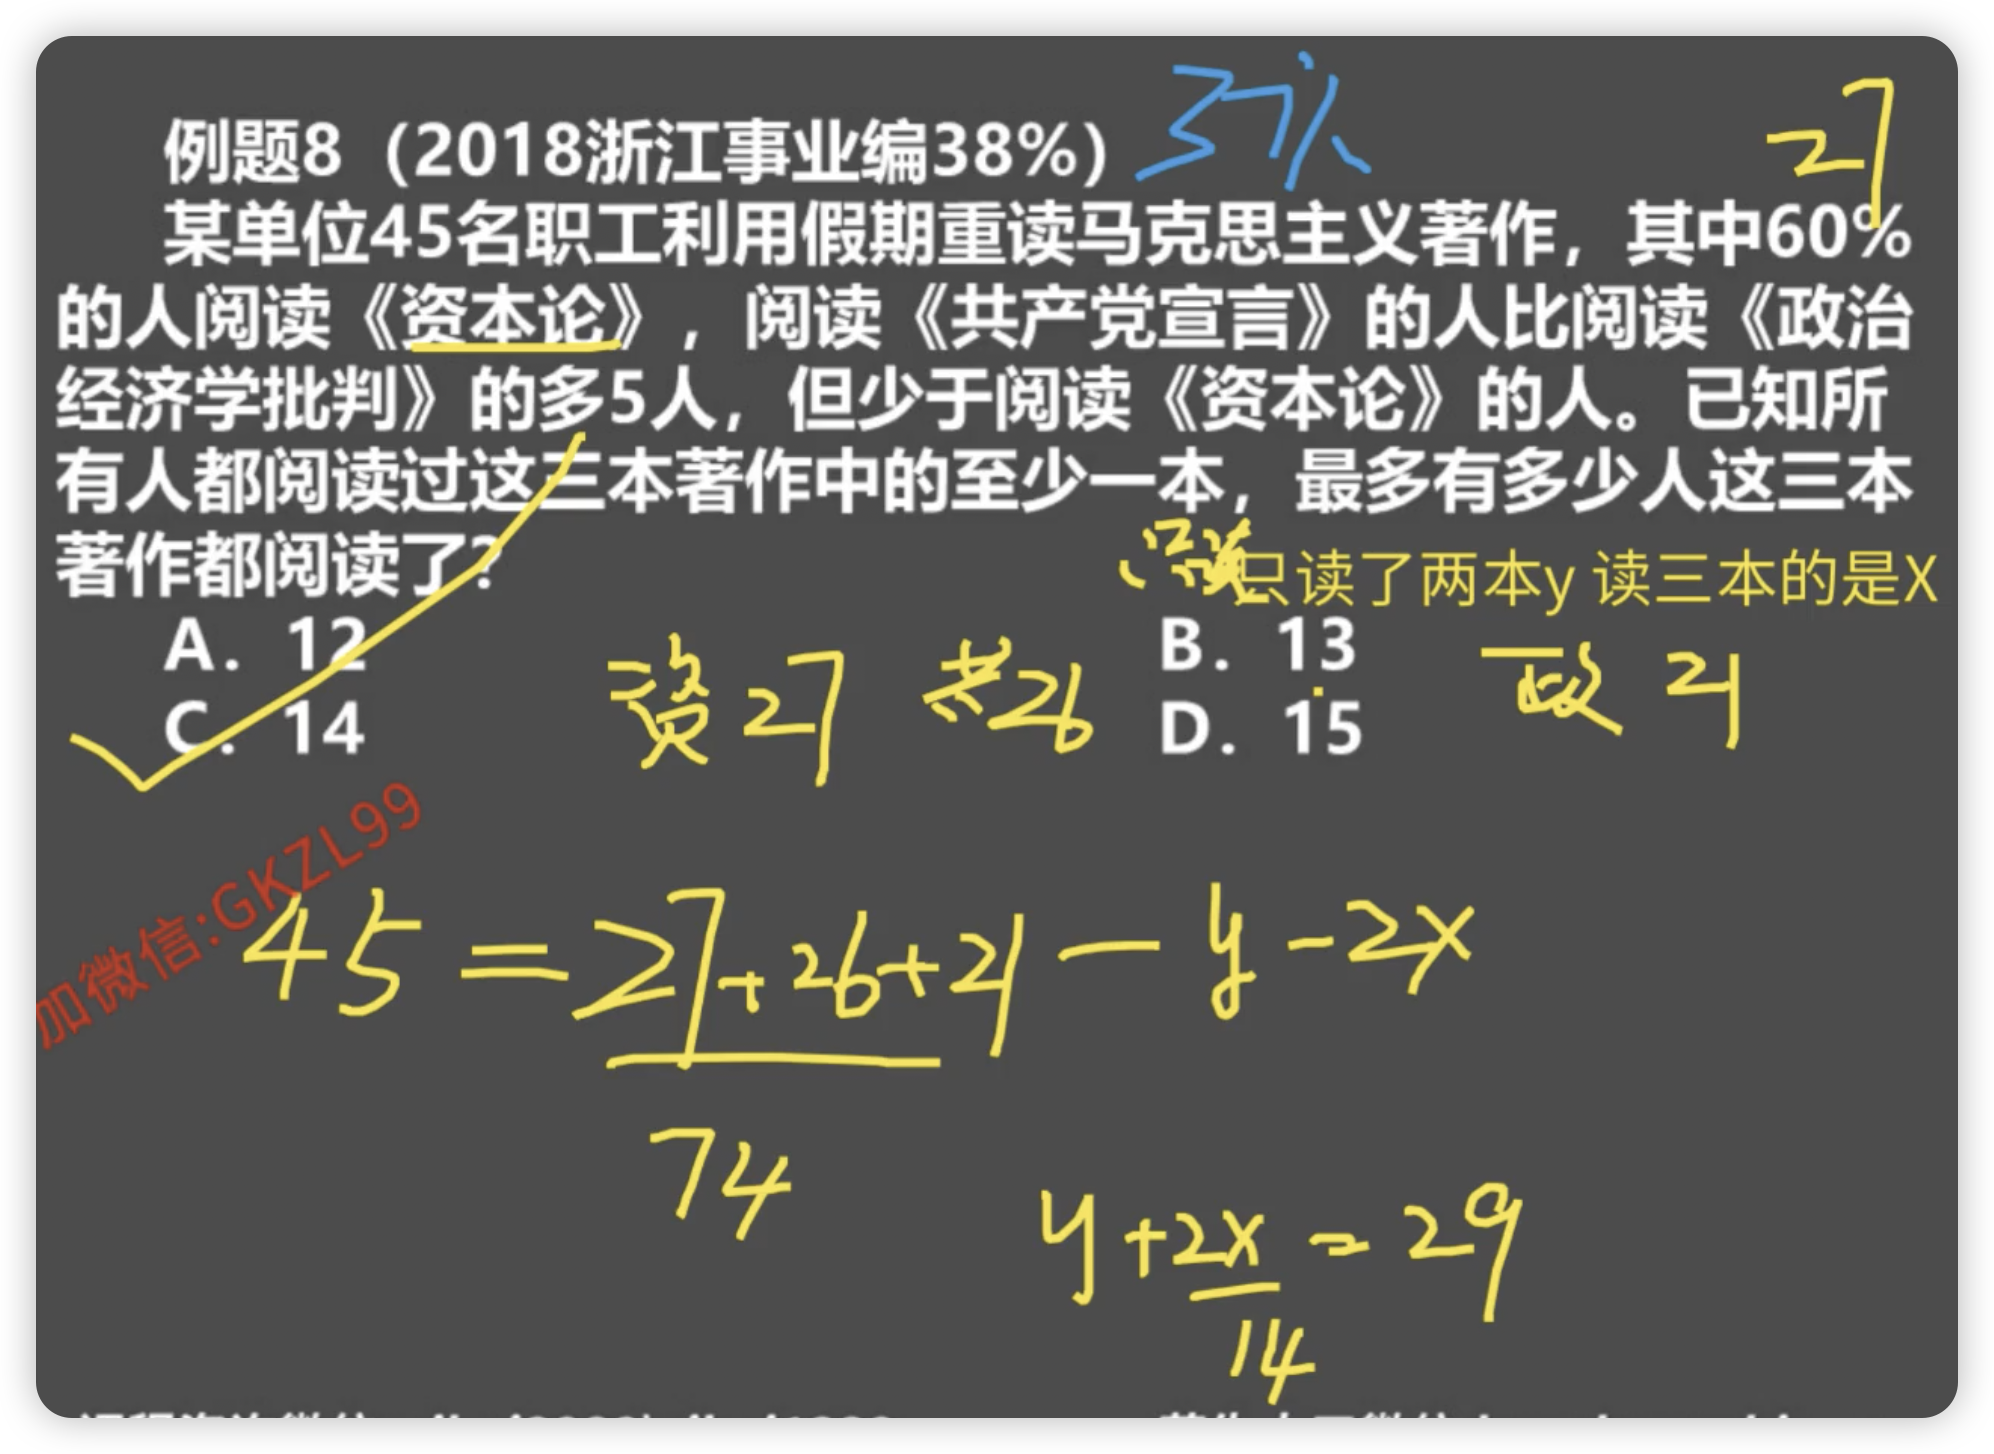 例题8（2018浙江事业编38%）
37%
27
某单位45名职工利用假期重读马克思主义著作，其中60%
的人阅读《资本论》，阅读《共产党宣言》的人比阅读《政治
经济学批判》的多5人，但少于阅读《资本论》的人。已知所
有人都阅读过这三本著作中的至少一本，最多有多少人这三本
著作都阅读了？
只读了两本y 读三本的是X
A. 12
B. 13
资27 共26 政21
C. 14
D. 15
加微信:GKZL99
45=27+26+21-y-2x
74
y+2x=29
14